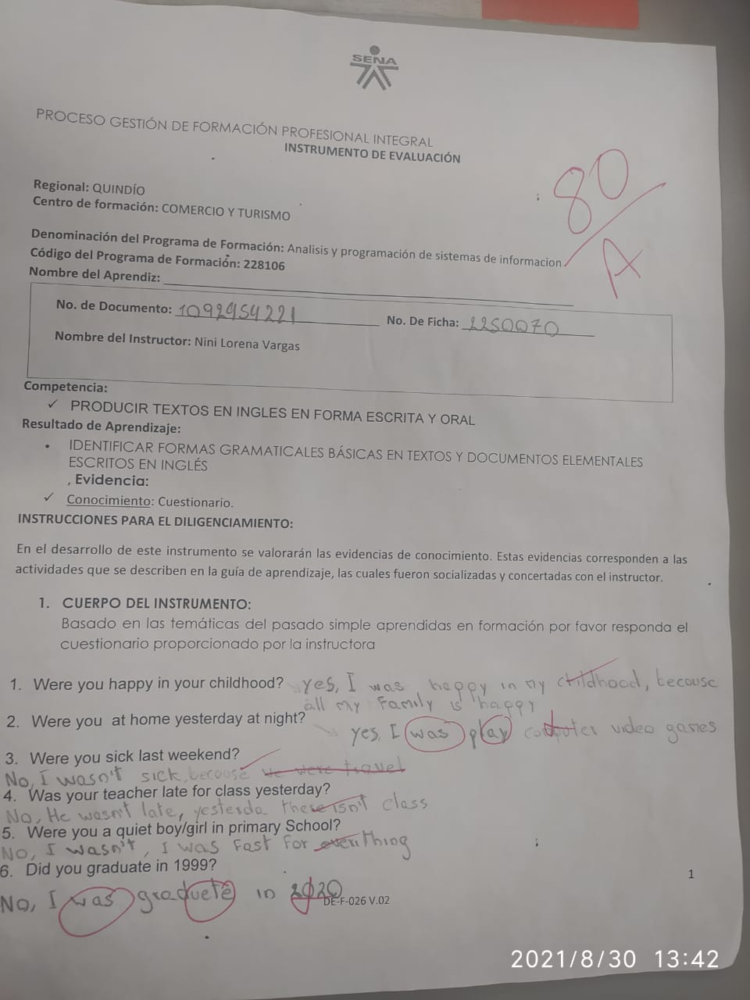 SENA
PROCESO GESTIÓN DE FORMACIÓN PROFESIONAL INTEGRAL
INSTRUMENTO DE EVALUACIÓN
80
A
Regional: QUINDÍO
Centro de formación: COMERCIO Y TURISMO
Denominación del Programa de Formación: Analisis y programación de sistemas de informacion
Código del Programa de Formación: 228106
Nombre del Aprendiz:
No. de Documento: 1092454221 No. De Ficha: 2250070
Nombre del Instructor: Nini Lorena Vargas
Competencia:
✓ PRODUCIR TEXTOS EN INGLES EN FORMA ESCRITA Y ORAL
Resultado de Aprendizaje:
• IDENTIFICAR FORMAS GRAMATICALES BÁSICAS EN TEXTOS Y DOCUMENTOS ELEMENTALES
ESCRITOS EN INGLÉS
, Evidencia:
✓ Conocimiento: Cuestionario.
INSTRUCCIONES PARA EL DILIGENCIAMIENTO:
En el desarrollo de este instrumento se valorarán las evidencias de conocimiento. Estas evidencias corresponden a las
actividades que se describen en la guía de aprendizaje, las cuales fueron socializadas y concertadas con el instructor.
1. CUERPO DEL INSTRUMENTO:
Basado en las temáticas del pasado simple aprendidas en formación por favor responda el
cuestionario proporcionado por la instructora
1. Were you happy in your childhood? yes, I was happy in my childhood, becouse
all my Family is happy
2. Were you at home yesterday at night? yes, I was play video games
3. Were you sick last weekend?
No, I wasn't sick, becouse we were travel
4. Was your teacher late for class yesterday?
No, He wasn't late, yesterda there isn't class
5. Were you a quiet boy/girl in primary School?
No, I wasn't, I was Fast For everithing
6. Did you graduate in 1999?
No, I was graduete in 2020
1
DE-F-026 V.02
2021/8/30 13:42